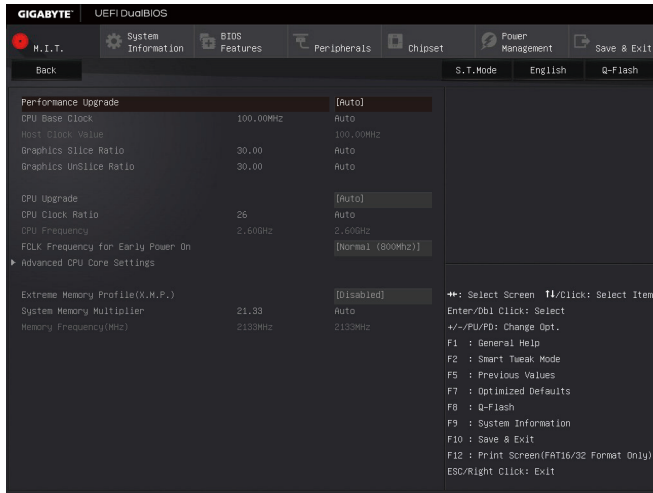 GIGABYTE™ UEFI DualBIOS
M.I.T. System Information BIOS Features Peripherals Chipset Power Management Save & Exit
Back S.T.Mode English Q-Flash
Performance Upgrade [Auto]
CPU Base Clock 100.00MHz Auto
Host Clock Value 100.00MHz
Graphics Slice Ratio 30.00 Auto
Graphics UnSlice Ratio 30.00 Auto
CPU Upgrade [Auto]
CPU Clock Ratio 26 Auto
CPU Frequency 2.60GHz 2.60GHz
FCLK Frequency for Early Power On [Normal (800Mhz)]
Advanced CPU Core Settings
Extreme Memory Profile(X.M.P.) [Disabled]
System Memory Multiplier 21.33 Auto
Memory Frequency(MHz) 2133MHz 2133MHz
→←: Select Screen ↑↓/Click: Select Item
Enter/Dbl Click: Select
+/-/PU/PD: Change Opt.
F1 : General Help
F2 : Smart Tweak Mode
F5 : Previous Values
F7 : Optimized Defaults
F8 : Q-Flash
F9 : System Information
F10 : Save & Exit
F12 : Print Screen(FAT16/32 Format Only)
ESC/Right Click: Exit